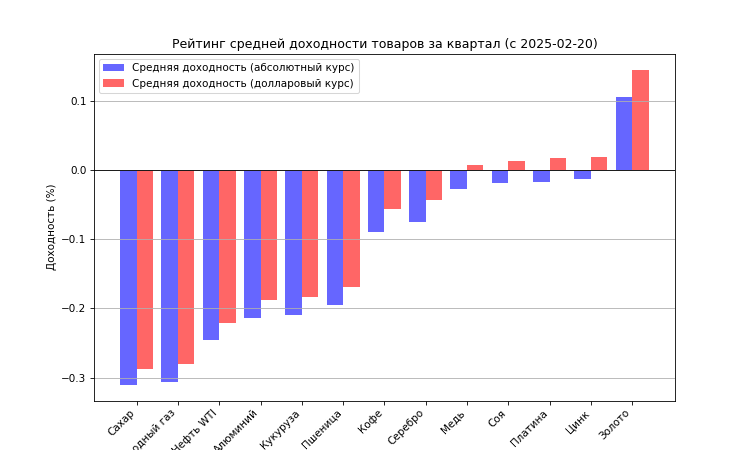 Рейтинг средней доходности товаров за квартал (с 2025-02-20)
Средняя доходность (абсолютный курс)
Средняя доходность (долларовый курс)
Доходность (%)
0.1
0.0
−0.1
−0.2
−0.3
Сахар
одный газ
Нефть WTI
Алюминий
Кукуруза
Пшеница
Кофе
Серебро
Медь
Соя
Платина
Цинк
Золото